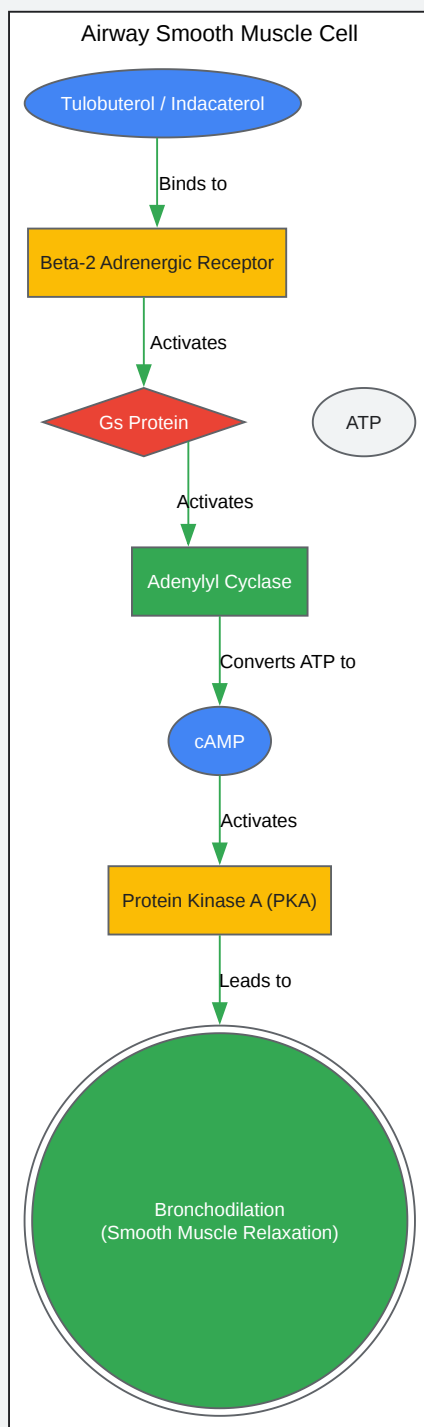 Airway Smooth Muscle Cell
Tulobuterol / Indacaterol
Binds to
Beta-2 Adrenergic Receptor
Activates
Gs Protein
ATP
Activates
Adenylyl Cyclase
Converts ATP to
cAMP
Activates
Protein Kinase A (PKA)
Leads to
Bronchodilation
(Smooth Muscle Relaxation)